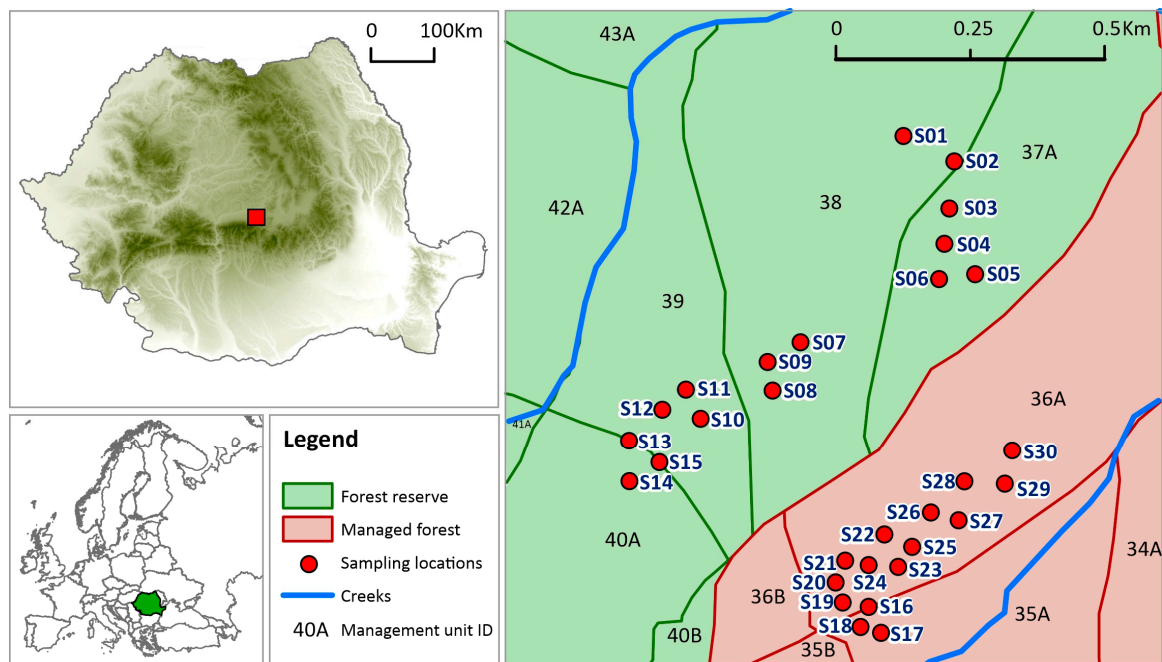 0 100Km
43A
0 0.25 0.5Km
S01
37A
S02
42A
38
S03
S04
S06 S05
39
S07
S09
S11 S08
S12 S10
36A
41A
S13
S15
S14
S30
S28 S29
S26 S27
S22
40A
S25
34A
S21 S23
S20 S24
36B S19 S16
35A
S18 S17
40B
35B
Legend
Forest reserve
Managed forest
Sampling locations
Creeks
40A Management unit ID